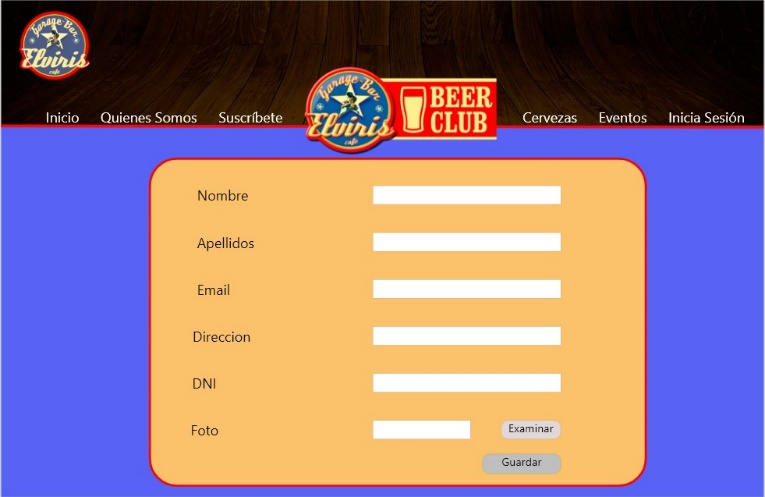 Garage Bar
Elviris
cafe
Garage Bar
Elviris
cafe
BEER
CLUB
Inicio Quienes Somos Suscríbete Cervezas Eventos Inicia Sesión
Nombre
Apellidos
Email
Direccion
DNI
Foto Examinar
Guardar